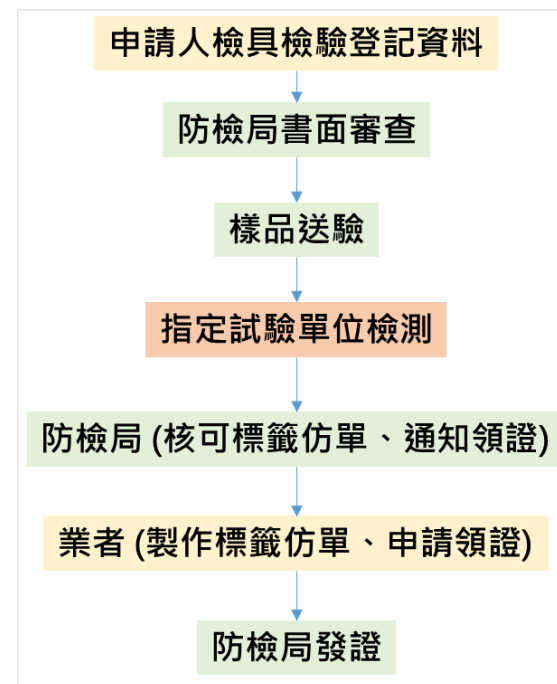 申請人檢具檢驗登記資料
防檢局書面審查
樣品送驗
指定試驗單位檢測
防檢局 (核可標籤仿單、通知領證)
業者 (製作標籤仿單、申請領證)
防檢局發證